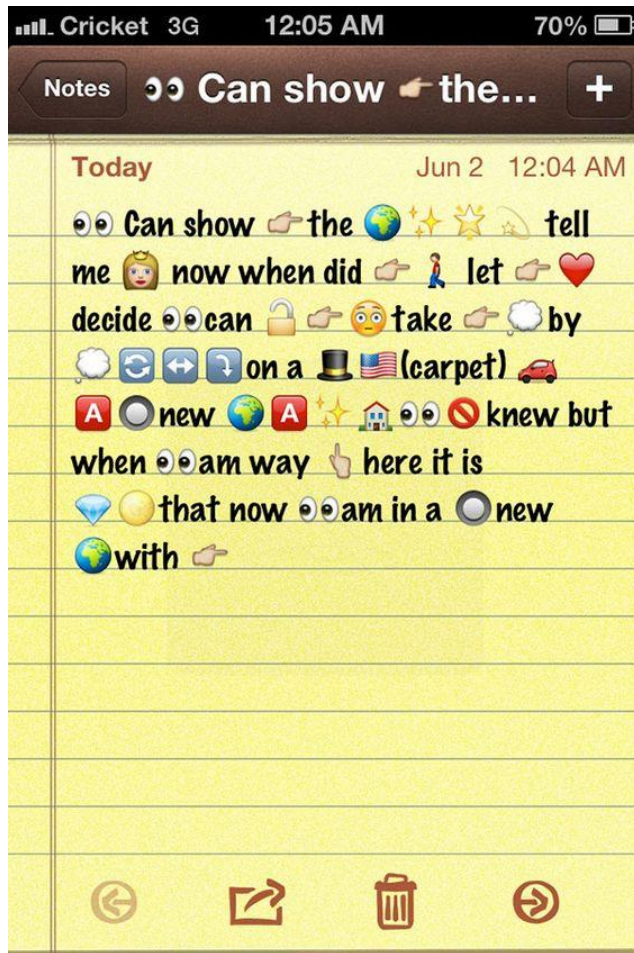 Cricket 3G 12:05 AM 70%
Notes 👀 Can show 👉the... +
Today Jun 2 12:04 AM
👀 Can show 👉the 🌍✨🌟💫 tell
me 👸 now when did 👉🚶 let 👉❤️
decide 👀can 🔓👉😳take 👉💭by
💭🔄↔️⤵️on a 🎩🇺🇸(carpet) 🚗
🅰️🔘new 🌍🅰️✨🏠👀🚫knew but
when 👀am way 👆here it is
💎🌕that now 👀am in a 🔘new
🌍with 👉